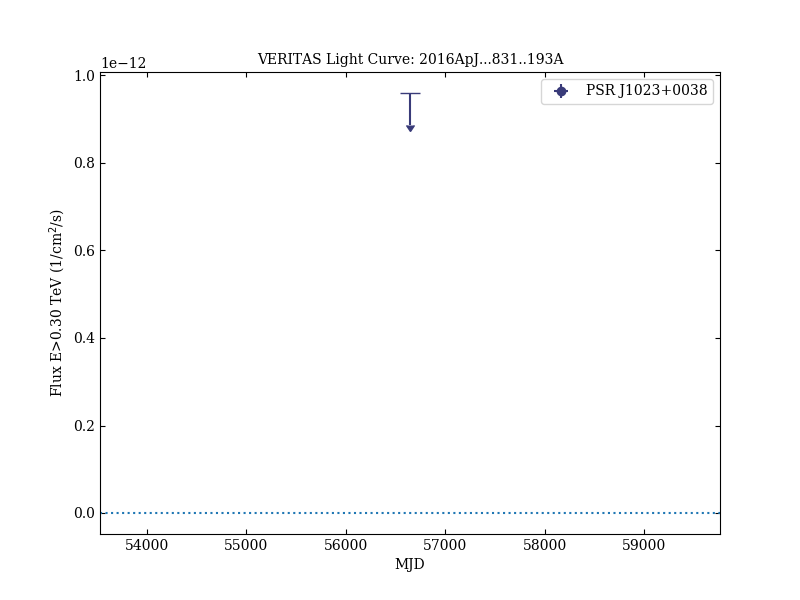 VERITAS Light Curve: 2016ApJ...831..193A
1e−12
PSR J1023+0038
1.0
0.8
0.6
0.4
0.2
0.0
Flux E>0.30 TeV (1/cm²/s)
54000 55000 56000 57000 58000 59000
MJD